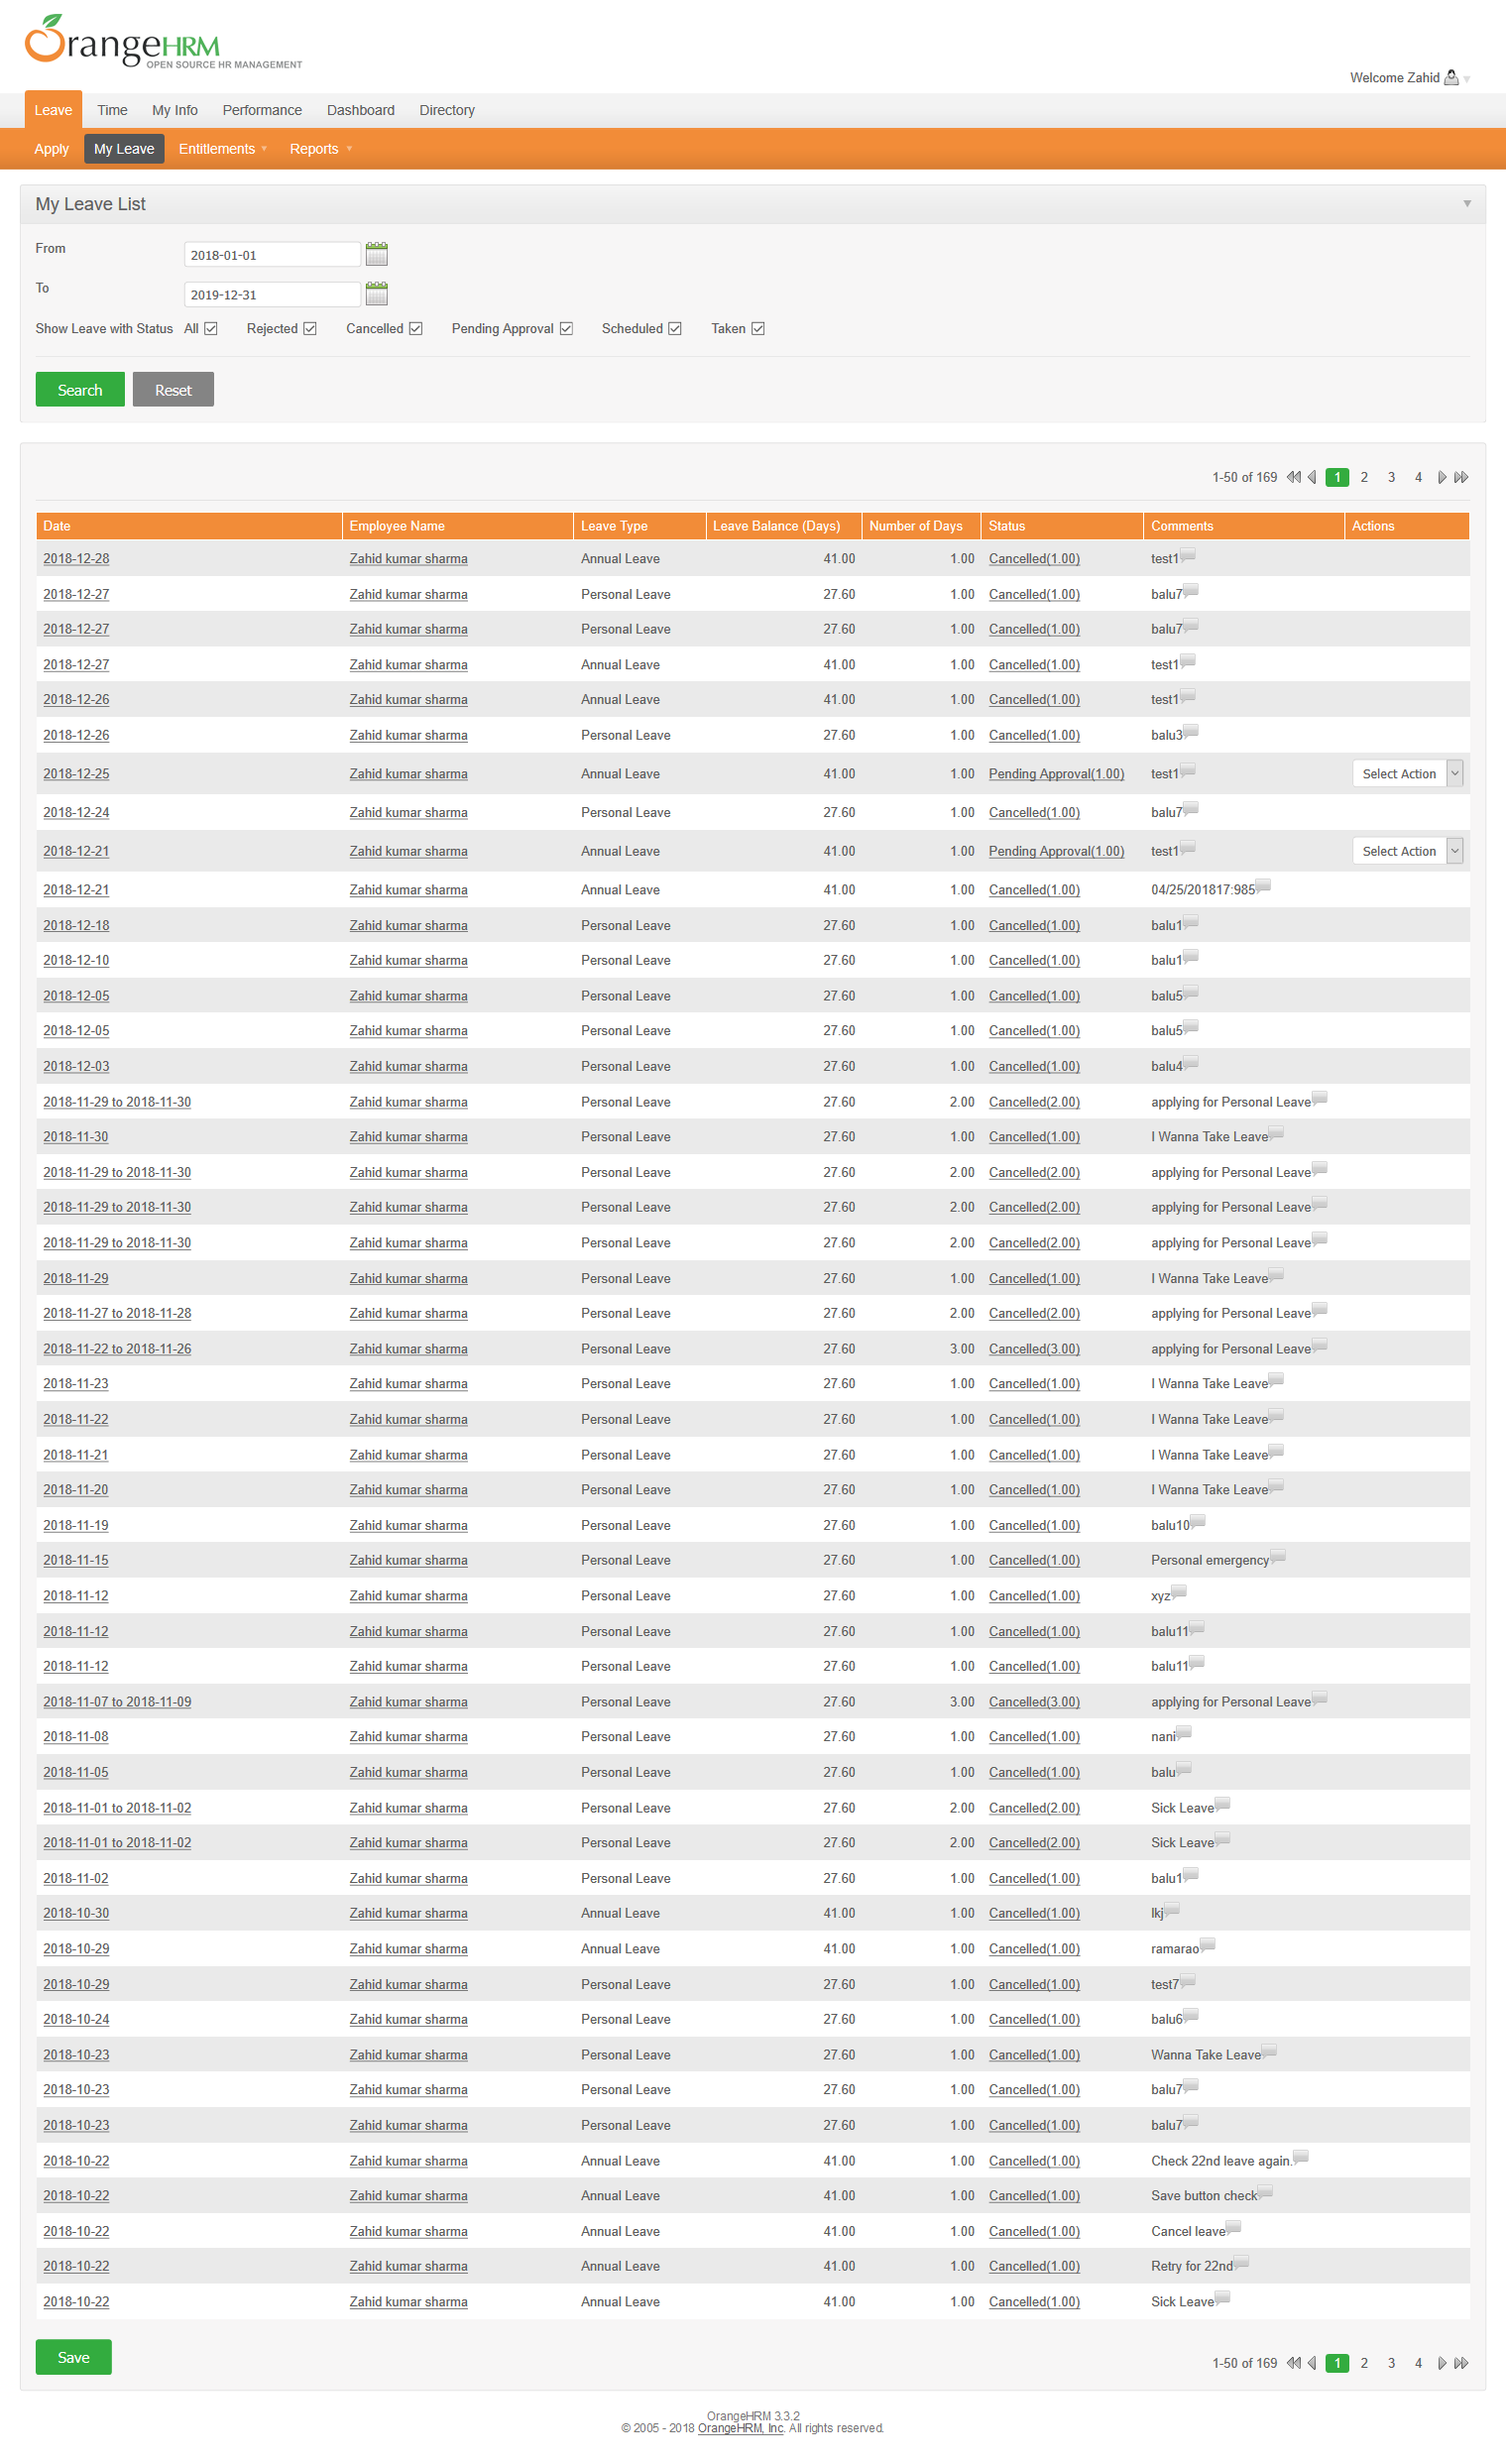 OrangeHRM
OPEN SOURCE HR MANAGEMENT
Welcome Zahid
Leave Time My Info Performance Dashboard Directory
Apply My Leave Entitlements Reports
My Leave List
From 2018-01-01
To 2019-12-31
Show Leave with Status All Rejected Cancelled Pending Approval Scheduled Taken
Search Reset
1-50 of 169 1 2 3 4
Date Employee Name Leave Type Leave Balance (Days) Number of Days Status Comments Actions
2018-12-28 Zahid kumar sharma Annual Leave 41.00 1.00 Cancelled(1.00) test1
2018-12-27 Zahid kumar sharma Personal Leave 27.60 1.00 Cancelled(1.00) balu7
2018-12-27 Zahid kumar sharma Personal Leave 27.60 1.00 Cancelled(1.00) balu7
2018-12-27 Zahid kumar sharma Annual Leave 41.00 1.00 Cancelled(1.00) test1
2018-12-26 Zahid kumar sharma Annual Leave 41.00 1.00 Cancelled(1.00) test1
2018-12-26 Zahid kumar sharma Personal Leave 27.60 1.00 Cancelled(1.00) balu3
2018-12-25 Zahid kumar sharma Annual Leave 41.00 1.00 Pending Approval(1.00) test1 Select Action
2018-12-24 Zahid kumar sharma Personal Leave 27.60 1.00 Cancelled(1.00) balu7
2018-12-21 Zahid kumar sharma Annual Leave 41.00 1.00 Pending Approval(1.00) test1 Select Action
2018-12-21 Zahid kumar sharma Annual Leave 41.00 1.00 Cancelled(1.00) 04/25/201817:985
2018-12-18 Zahid kumar sharma Personal Leave 27.60 1.00 Cancelled(1.00) balu1
2018-12-10 Zahid kumar sharma Personal Leave 27.60 1.00 Cancelled(1.00) balu1
2018-12-05 Zahid kumar sharma Personal Leave 27.60 1.00 Cancelled(1.00) balu5
2018-12-05 Zahid kumar sharma Personal Leave 27.60 1.00 Cancelled(1.00) balu5
2018-12-03 Zahid kumar sharma Personal Leave 27.60 1.00 Cancelled(1.00) balu4
2018-11-29 to 2018-11-30 Zahid kumar sharma Personal Leave 27.60 2.00 Cancelled(2.00) applying for Personal Leave
2018-11-30 Zahid kumar sharma Personal Leave 27.60 1.00 Cancelled(1.00) I Wanna Take Leave
2018-11-29 to 2018-11-30 Zahid kumar sharma Personal Leave 27.60 2.00 Cancelled(2.00) applying for Personal Leave
2018-11-29 to 2018-11-30 Zahid kumar sharma Personal Leave 27.60 2.00 Cancelled(2.00) applying for Personal Leave
2018-11-29 to 2018-11-30 Zahid kumar sharma Personal Leave 27.60 2.00 Cancelled(2.00) applying for Personal Leave
2018-11-29 Zahid kumar sharma Personal Leave 27.60 1.00 Cancelled(1.00) I Wanna Take Leave
2018-11-27 to 2018-11-28 Zahid kumar sharma Personal Leave 27.60 2.00 Cancelled(2.00) applying for Personal Leave
2018-11-22 to 2018-11-26 Zahid kumar sharma Personal Leave 27.60 3.00 Cancelled(3.00) applying for Personal Leave
2018-11-23 Zahid kumar sharma Personal Leave 27.60 1.00 Cancelled(1.00) I Wanna Take Leave
2018-11-22 Zahid kumar sharma Personal Leave 27.60 1.00 Cancelled(1.00) I Wanna Take Leave
2018-11-21 Zahid kumar sharma Personal Leave 27.60 1.00 Cancelled(1.00) I Wanna Take Leave
2018-11-20 Zahid kumar sharma Personal Leave 27.60 1.00 Cancelled(1.00) I Wanna Take Leave
2018-11-19 Zahid kumar sharma Personal Leave 27.60 1.00 Cancelled(1.00) balu10
2018-11-15 Zahid kumar sharma Personal Leave 27.60 1.00 Cancelled(1.00) Personal emergency
2018-11-12 Zahid kumar sharma Personal Leave 27.60 1.00 Cancelled(1.00) xyz
2018-11-12 Zahid kumar sharma Personal Leave 27.60 1.00 Cancelled(1.00) balu11
2018-11-12 Zahid kumar sharma Personal Leave 27.60 1.00 Cancelled(1.00) balu11
2018-11-07 to 2018-11-09 Zahid kumar sharma Personal Leave 27.60 3.00 Cancelled(3.00) applying for Personal Leave
2018-11-08 Zahid kumar sharma Personal Leave 27.60 1.00 Cancelled(1.00) nani
2018-11-05 Zahid kumar sharma Personal Leave 27.60 1.00 Cancelled(1.00) balu
2018-11-01 to 2018-11-02 Zahid kumar sharma Personal Leave 27.60 2.00 Cancelled(2.00) Sick Leave
2018-11-01 to 2018-11-02 Zahid kumar sharma Personal Leave 27.60 2.00 Cancelled(2.00) Sick Leave
2018-11-02 Zahid kumar sharma Personal Leave 27.60 1.00 Cancelled(1.00) balu1
2018-10-30 Zahid kumar sharma Annual Leave 41.00 1.00 Cancelled(1.00) lkj
2018-10-29 Zahid kumar sharma Annual Leave 41.00 1.00 Cancelled(1.00) ramarao
2018-10-29 Zahid kumar sharma Personal Leave 27.60 1.00 Cancelled(1.00) test7
2018-10-24 Zahid kumar sharma Personal Leave 27.60 1.00 Cancelled(1.00) balu6
2018-10-23 Zahid kumar sharma Personal Leave 27.60 1.00 Cancelled(1.00) Wanna Take Leave
2018-10-23 Zahid kumar sharma Personal Leave 27.60 1.00 Cancelled(1.00) balu7
2018-10-23 Zahid kumar sharma Personal Leave 27.60 1.00 Cancelled(1.00) balu7
2018-10-22 Zahid kumar sharma Annual Leave 41.00 1.00 Cancelled(1.00) Check 22nd leave again.
2018-10-22 Zahid kumar sharma Annual Leave 41.00 1.00 Cancelled(1.00) Save button check
2018-10-22 Zahid kumar sharma Annual Leave 41.00 1.00 Cancelled(1.00) Cancel leave
2018-10-22 Zahid kumar sharma Annual Leave 41.00 1.00 Cancelled(1.00) Retry for 22nd
2018-10-22 Zahid kumar sharma Annual Leave 41.00 1.00 Cancelled(1.00) Sick Leave
Save
1-50 of 169 1 2 3 4
OrangeHRM 3.3.2
© 2005 - 2018 OrangeHRM, Inc. All rights reserved.